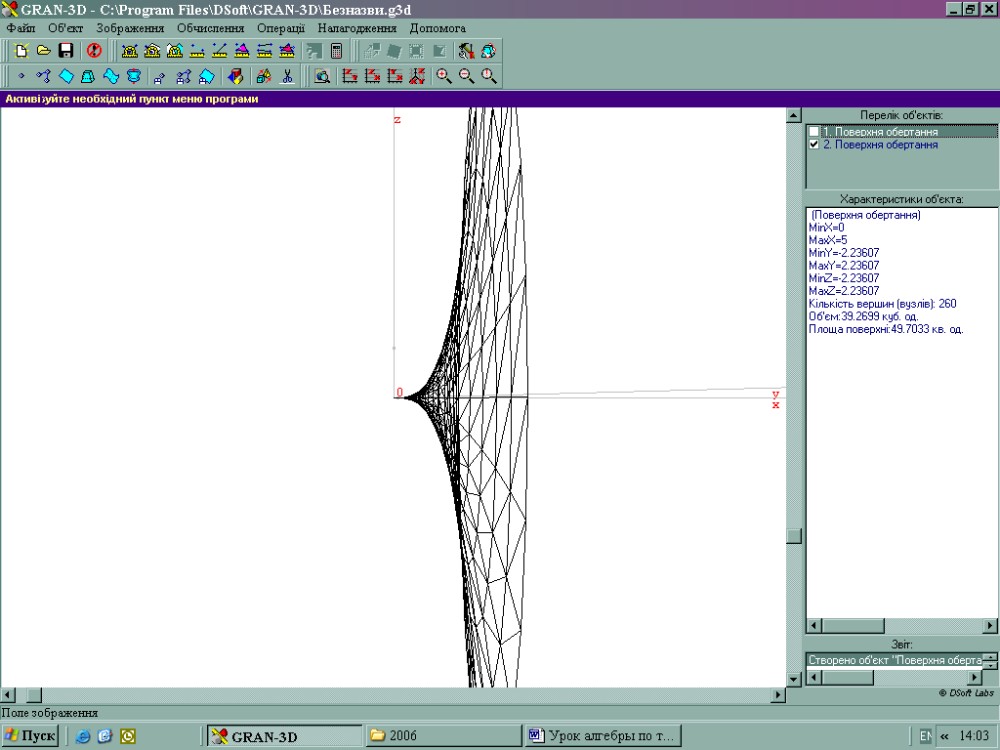 GRAN-3D - C:\Program Files\DSoft\GRAN-3D\Безназви.g3d
Файл Об'єкт Зображення Обчислення Операції Налагодження Допомога
Активізуйте необхідний пункт меню програми
z
0
y
x
Перелік об'єктів:
1. Поверхня обертання
2. Поверхня обертання
Характеристики об'єкта:
(Поверхня обертання)
MinX=0
MaxX=5
MinY=-2.23607
MaxY=2.23607
MinZ=-2.23607
MaxZ=2.23607
Кількість вершин (вузлів): 260
Об'єм:39.2699 куб. од.
Площа поверхні:49.7033 кв. од.
Звіт:
Створено об'єкт "Поверхня оберта
© DSoft Labs
Поле зображення
Пуск
GRAN-3D
2006
Урок алгебры по т...
EN
«
14:03